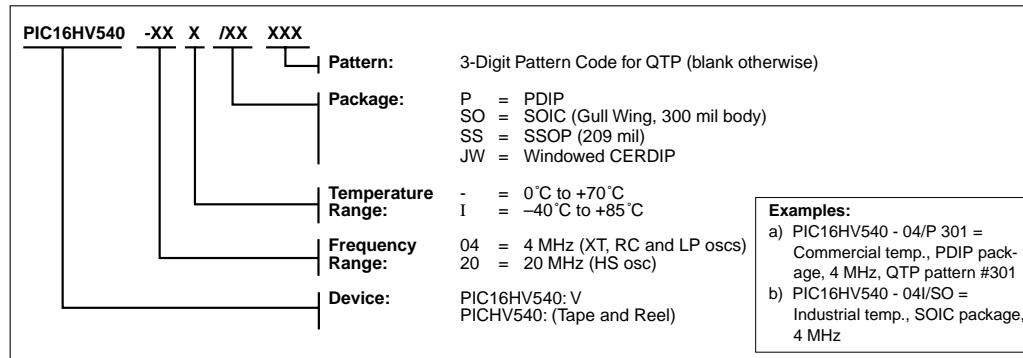 PIC16HV540 -XX X /XX XXX
Pattern: 3-Digit Pattern Code for QTP (blank otherwise)
Package: P = PDIP
SO = SOIC (Gull Wing, 300 mil body)
SS = SSOP (209 mil)
JW = Windowed CERDIP
Temperature - = 0˚C to +70˚C
Range: I = –40˚C to +85˚C
Frequency 04 = 4 MHz (XT, RC and LP oscs)
Range: 20 = 20 MHz (HS osc)
Device: PIC16HV540: V
PICHV540: (Tape and Reel)
Examples:
a) PIC16HV540 - 04/P 301 =
Commercial temp., PDIP pack-
age, 4 MHz, QTP pattern #301
b) PIC16HV540 - 04I/SO =
Industrial temp., SOIC package,
4 MHz